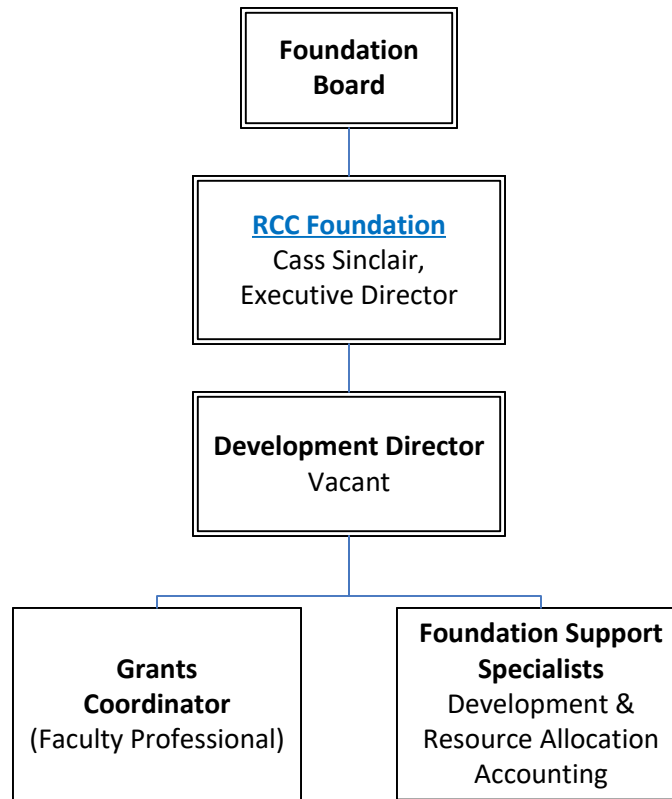 Foundation
Board
RCC Foundation
Cass Sinclair,
Executive Director
Development Director
Vacant
Grants
Coordinator
(Faculty Professional)
Foundation Support
Specialists
Development &
Resource Allocation
Accounting